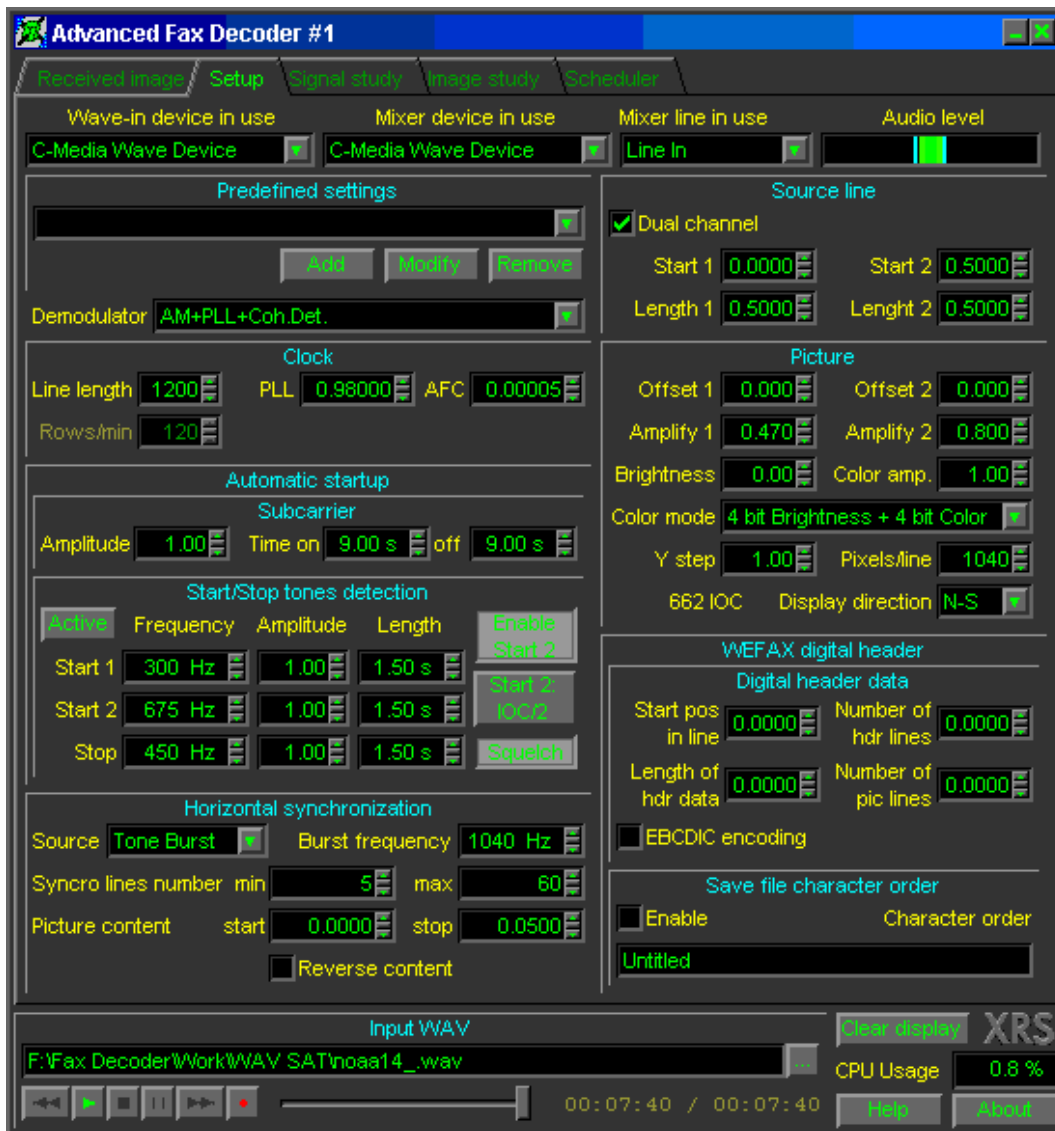 Advanced Fax Decoder #1
Received image Setup Signal study Image study Scheduler
Wave-in device in use Mixer device in use Mixer line in use Audio level
C-Media Wave Device C-Media Wave Device Line In
Predefined settings
Add Modify Remove
Demodulator AM+PLL+Coh.Det.
Clock
Line length 1200 PLL 0.98000 AFC 0.00005
Rows/min 120
Automatic startup
Subcarrier
Amplitude 1.00 Time on 9.00 s off 9.00 s
Start/Stop tones detection
Active Frequency Amplitude Length Enable
Start 2
Start 1 300 Hz 1.00 1.50 s
Start 2:
IOC/2
Start 2 675 Hz 1.00 1.50 s
Stop 450 Hz 1.00 1.50 s Squelch
Horizontal synchronization
Source Tone Burst Burst frequency 1040 Hz
Syncro lines number min 5 max 60
Picture content start 0.0000 stop 0.0500
Reverse content
Source line
Dual channel
Start 1 0.0000 Start 2 0.5000
Length 1 0.5000 Lenght 2 0.5000
Picture
Offset 1 0.000 Offset 2 0.000
Amplify 1 0.470 Amplify 2 0.800
Brightness 0.00 Color amp. 1.00
Color mode 4 bit Brightness + 4 bit Color
Y step 1.00 Pixels/line 1040
662 IOC Display direction N-S
WEFAX digital header
Digital header data
Start pos
in line 0.0000
Number of
hdr lines 0.0000
Length of
hdr data 0.0000
Number of
pic lines 0.0000
EBCDIC encoding
Save file character order
Enable Character order
Untitled
Input WAV
F:\Fax Decoder\Work\WAV SAT\noaa14_.wav ...
00:07:40 / 00:07:40
Clear display XRS
CPU Usage 0.8 %
Help About